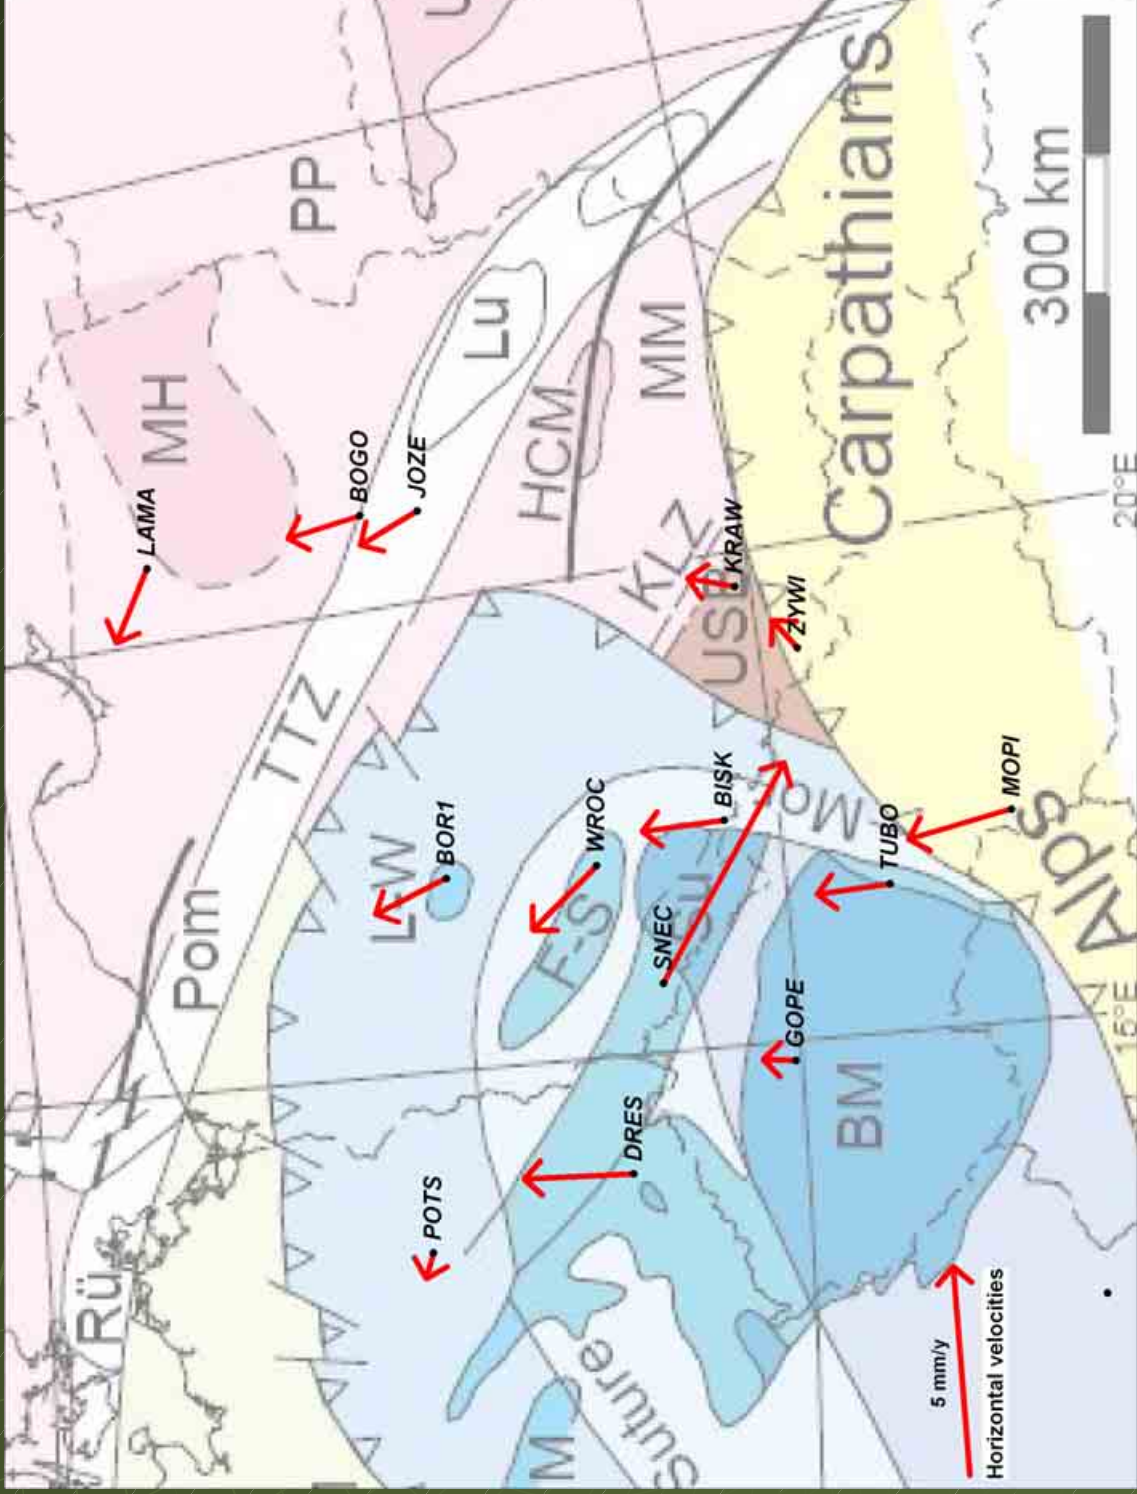 PP
MH
LAMA
BOGO
JOZE
Lu
HCM
MM
KLZ
USB
KRAW
ZYWI
Carpathians
300 km
20°E
TTZ
Pom
Rü
L-W
BOR1
WROC
F-S
BISK
SNEC
Su
Mo
TUBO
MOPI
Alps
15°E
GOPE
BM
DRES
POTS
Suture
M
5 mm/y
Horizontal velocities